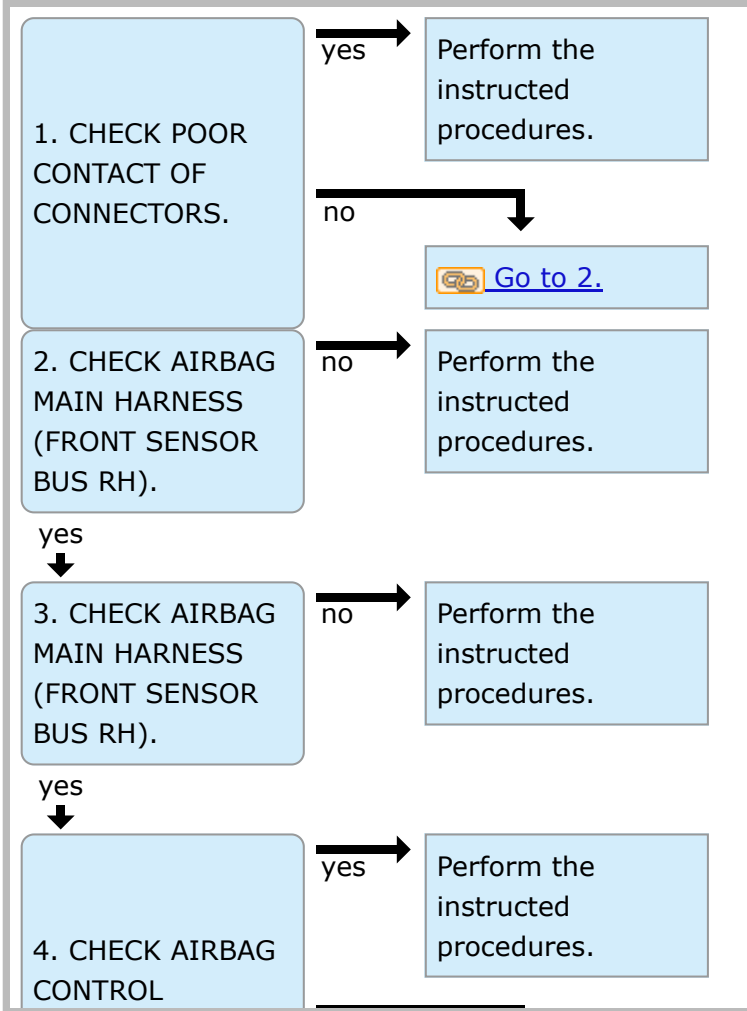 1. CHECK POOR
CONTACT OF
CONNECTORS.
yes
Perform the
instructed
procedures.
no
Go to 2.
2. CHECK AIRBAG
MAIN HARNESS
(FRONT SENSOR
BUS RH).
no
Perform the
instructed
procedures.
yes
3. CHECK AIRBAG
MAIN HARNESS
(FRONT SENSOR
BUS RH).
no
Perform the
instructed
procedures.
yes
4. CHECK AIRBAG
CONTROL
yes
Perform the
instructed
procedures.